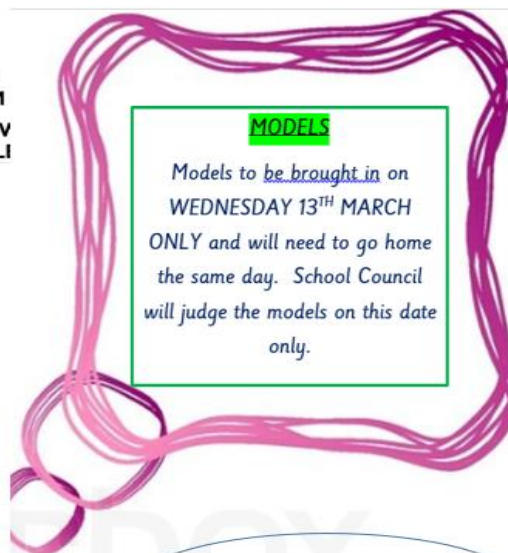 MODELS
Models to be brought in on
WEDNESDAY 13TH MARCH
ONLY and will need to go home
the same day. School Council
will judge the models on this date
only.